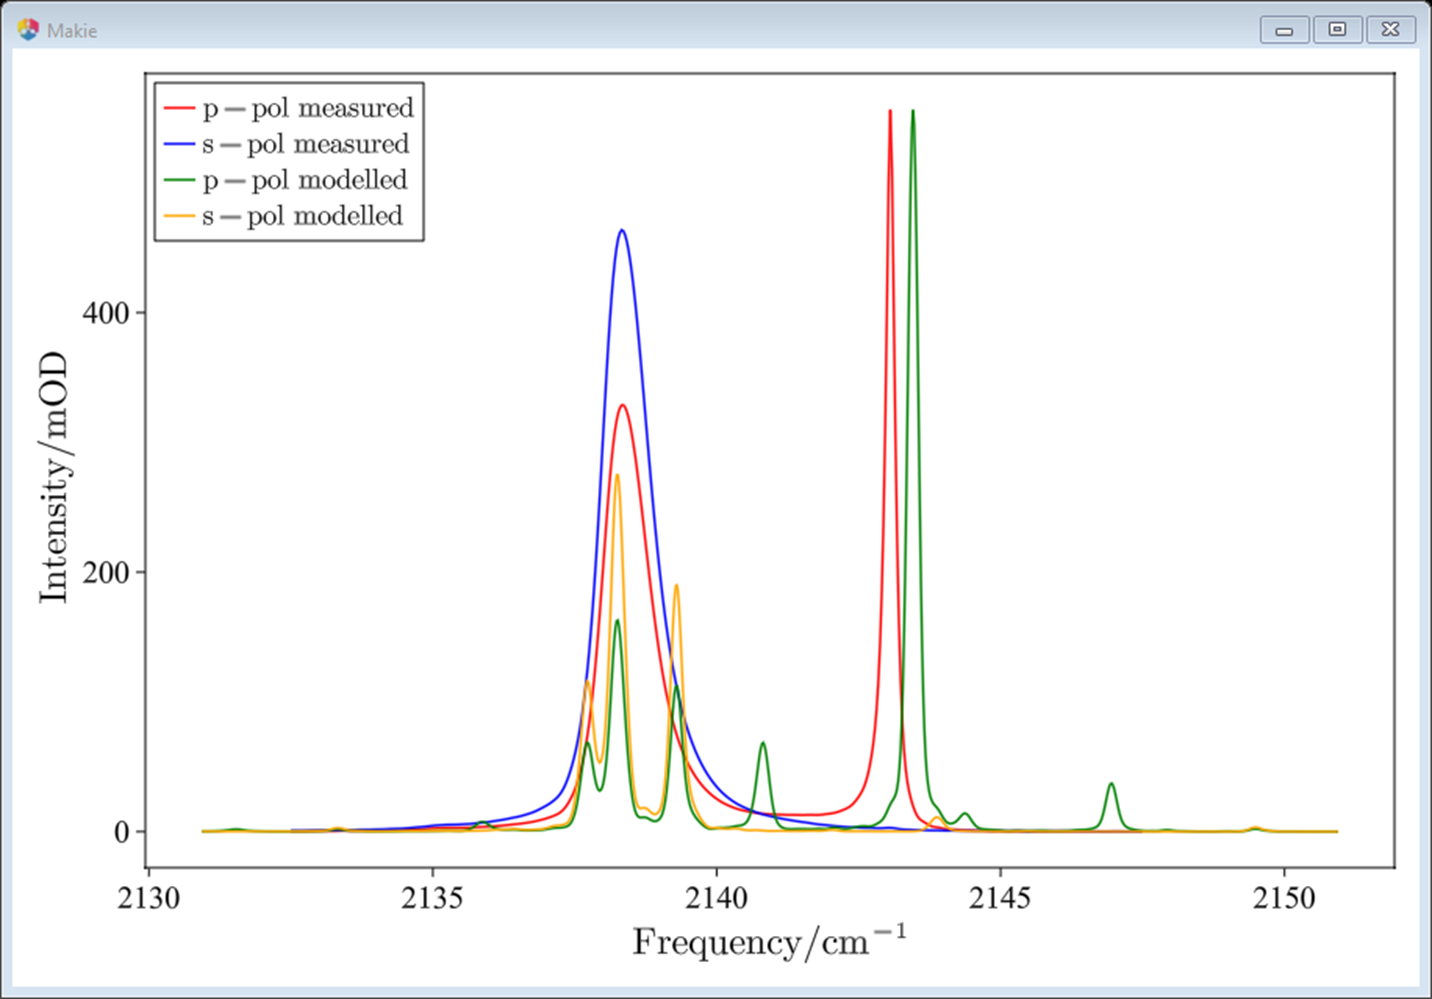 Makie
p − pol measured
s − pol measured
p − pol modelled
s − pol modelled
400
200
0
Intensity/mOD
2130 2135 2140 2145 2150
Frequency/cm⁻¹